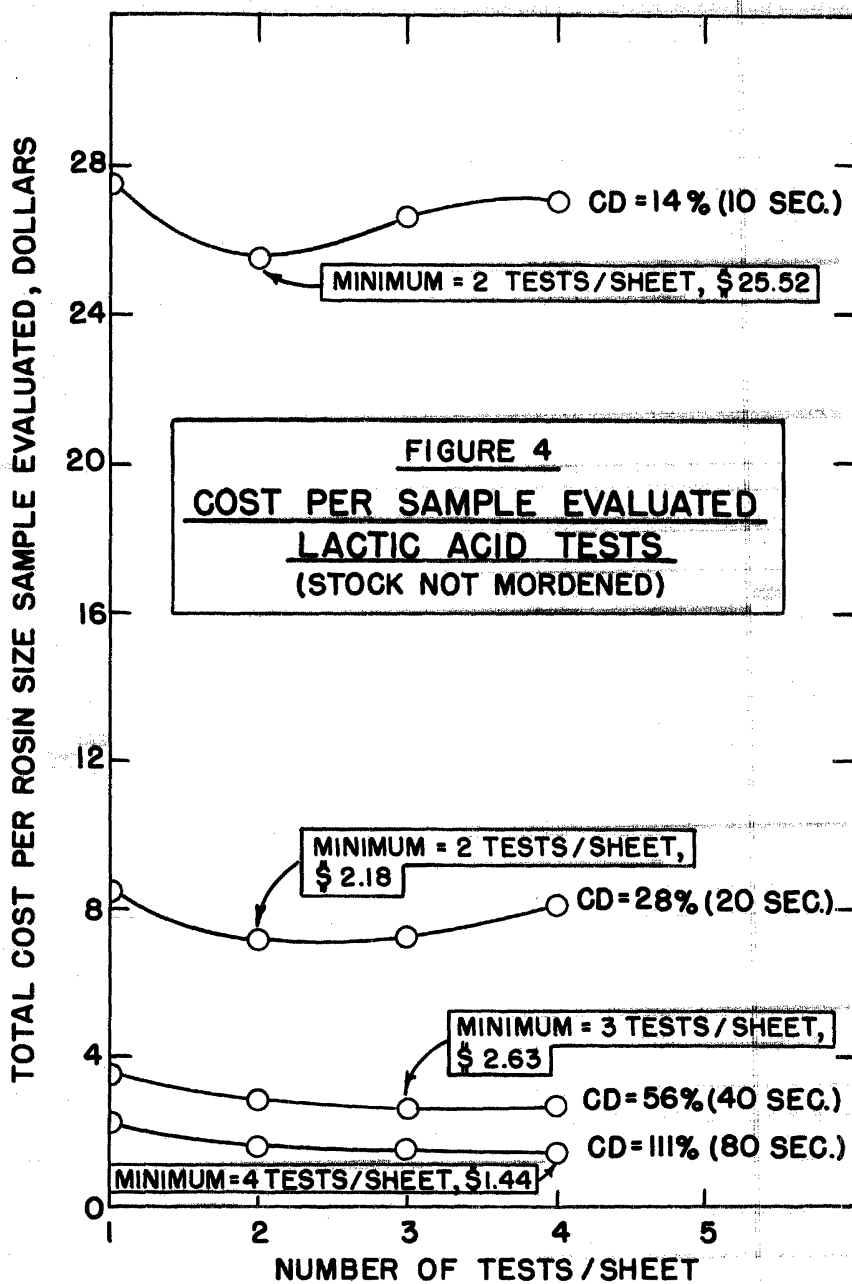 TOTAL COST PER ROSIN SIZE SAMPLE EVALUATED, DOLLARS
28
24
20
16
12
8
4
0
CD = 14% (10 SEC.)
MINIMUM = 2 TESTS/SHEET, $25.52
FIGURE 4
COST PER SAMPLE EVALUATED
LACTIC ACID TESTS
(STOCK NOT MORDENED)
MINIMUM = 2 TESTS/SHEET,
$ 2.18
CD=28% (20 SEC.)
MINIMUM = 3 TESTS/SHEET,
$ 2.63
CD=56% (40 SEC.)
CD=111% (80 SEC.)
MINIMUM=4 TESTS/SHEET, $1.44
1 2 3 4 5
NUMBER OF TESTS/SHEET